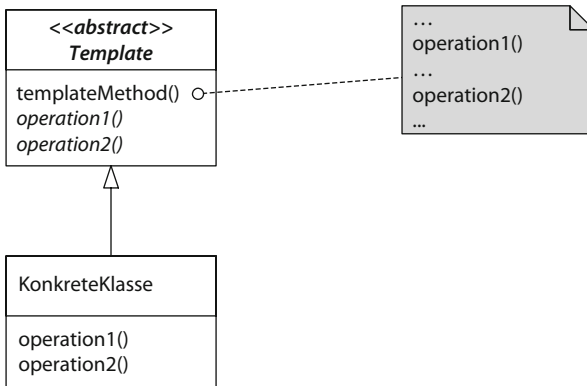 <<abstract>>
Template
templateMethod()
operation1()
operation2()
…
operation1()
…
operation2()
...
KonkreteKlasse
operation1()
operation2()